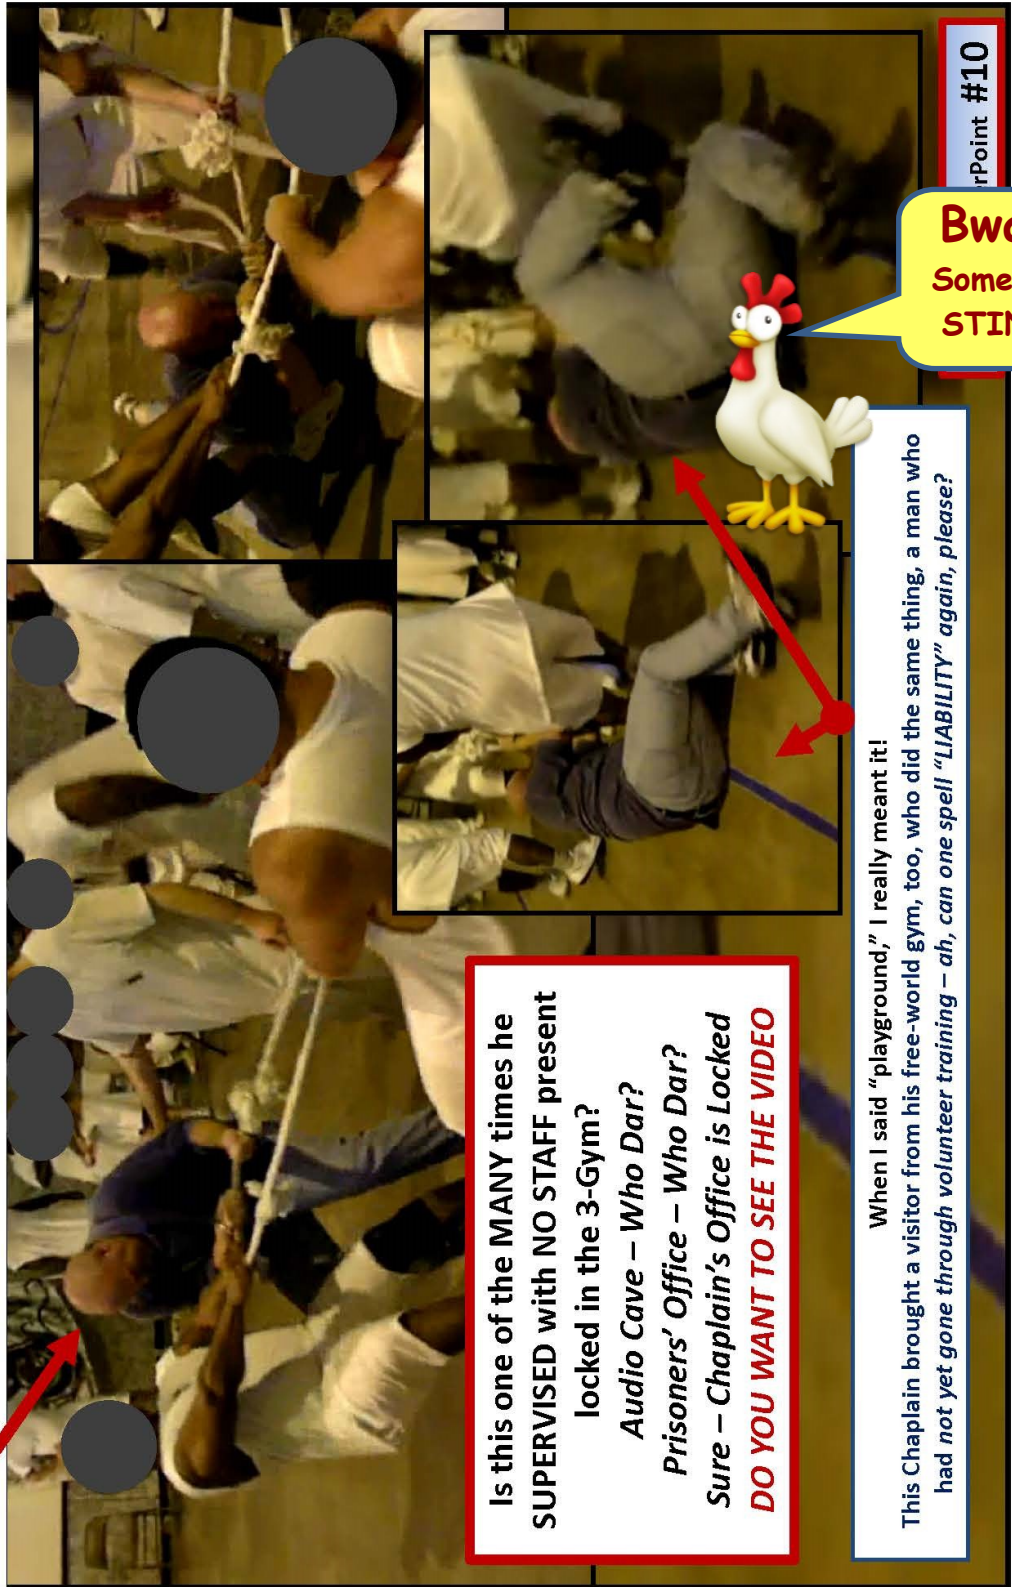 #10
Is this one of the MANY times he
SUPERVISED with NO STAFF present
locked in the 3-Gym?
Audio Cave – Who Dar?
Prisoners' Office – Who Dar?
Sure – Chaplain's Office is Locked
DO YOU WANT TO SEE THE VIDEO
When I said “playground,” I really meant it!
This Chaplain brought a visitor from his free-world gym, too, who did the same thing, a man who
had not yet gone through volunteer training – ah, can one spell “LIABILITY” again, please?